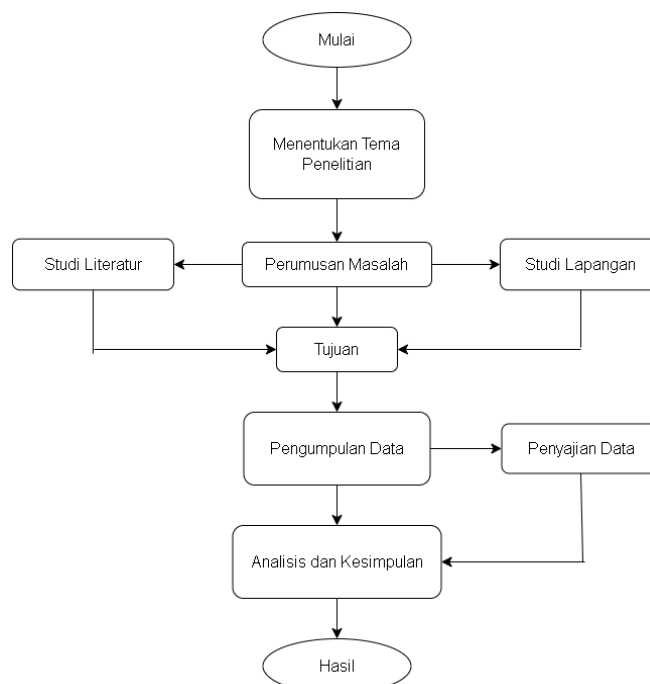 Mulai
Menentukan Tema
Penelitian
Studi Literatur
Perumusan Masalah
Studi Lapangan
Tujuan
Pengumpulan Data
Penyajian Data
Analisis dan Kesimpulan
Hasil